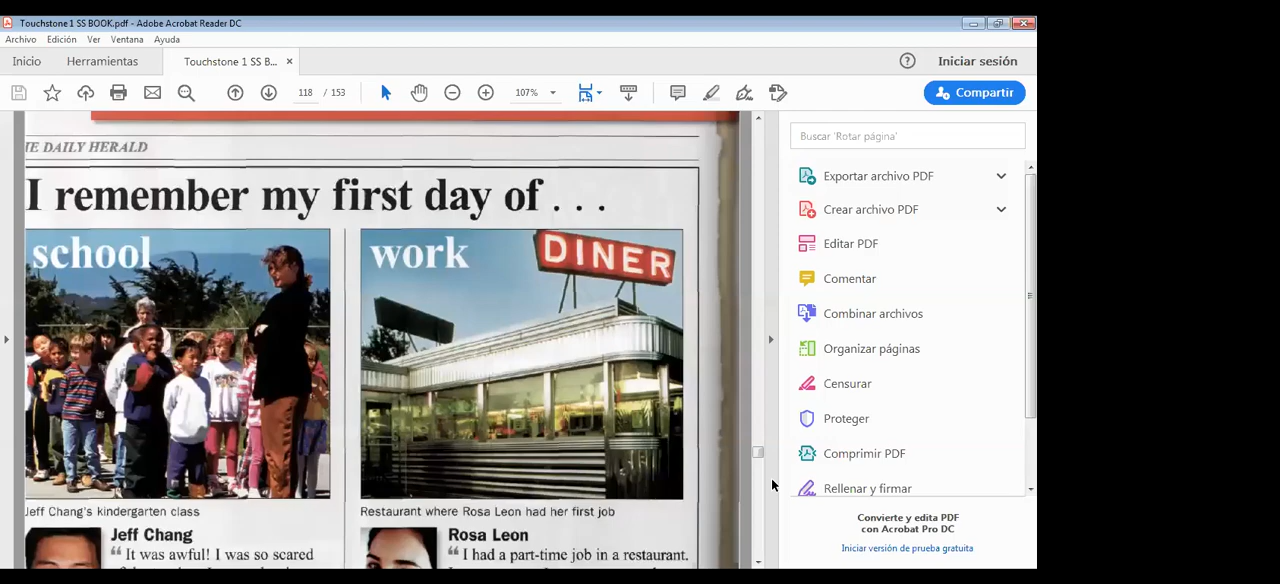 Touchstone 1 SS BOOK.pdf - Adobe Acrobat Reader DC
Archivo Edición Ver Ventana Ayuda
Inicio Herramientas Touchstone 1 SS B... × Iniciar sesión
118 / 153 107% Compartir
Buscar 'Rotar página'
Exportar archivo PDF
Crear archivo PDF
Editar PDF
Comentar
Combinar archivos
Organizar páginas
Censurar
Proteger
Comprimir PDF
Rellenar y firmar
Convierte y edita PDF
con Acrobat Pro DC
Iniciar versión de prueba gratuita
HE DAILY HERALD
I remember my first day of . . .
school
Jeff Chang's kindergarten class
Jeff Chang
“ It was awful! I was so scared
work
DINER
Restaurant where Rosa Leon had her first job
Rosa Leon
“ I had a part-time job in a restaurant.